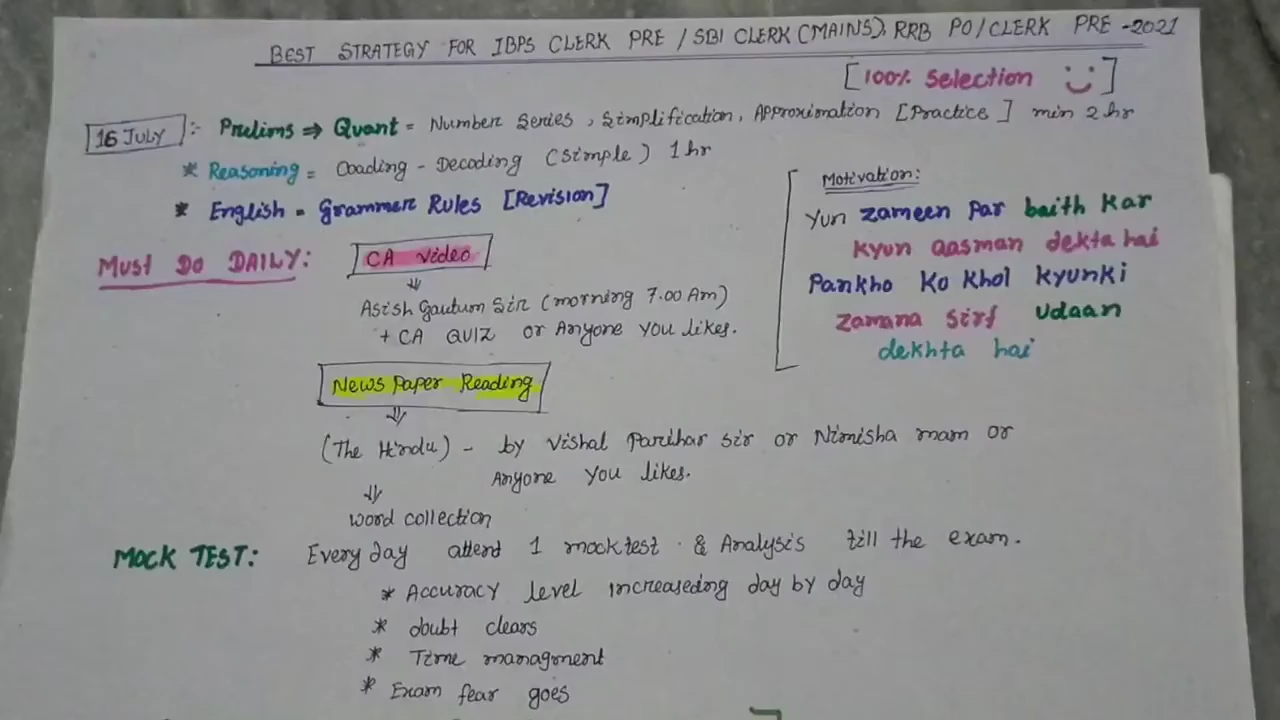 BEST STRATEGY FOR IBPS CLERK PRE / SBI CLERK (MAINS), RRB PO/CLERK PRE -2021
[100% Selection ]
16 JULY :- Prelims ⇒ Quant = Number Series, Simplification, Approximation [Practice] min 2 hr
* Reasoning = Coading - Decoding (Simple) 1 hr
* English = Grammer Rules [Revision]
Motivation:
Yun zameen par baith kar
kyun aasman dekta hai
Pankho ko khol kyunki
zamana sirf udaan
dekhta hai
MUST DO DAILY:
CA video
⇓
Asish Gautum Sir (morning 7.00 Am)
+ CA QUIZ or Anyone You likes.
News Paper Reading
⇓
(The Hindu) - by Vishal Parihar sir or Nimisha mam or
Anyone You likes.
⇓
word collection
MOCK TEST: Every day attend 1 mock test & Analysis till the exam.
* Accuracy level increaseding day by day
* doubt clears
* Time managment
* Exam fear goes